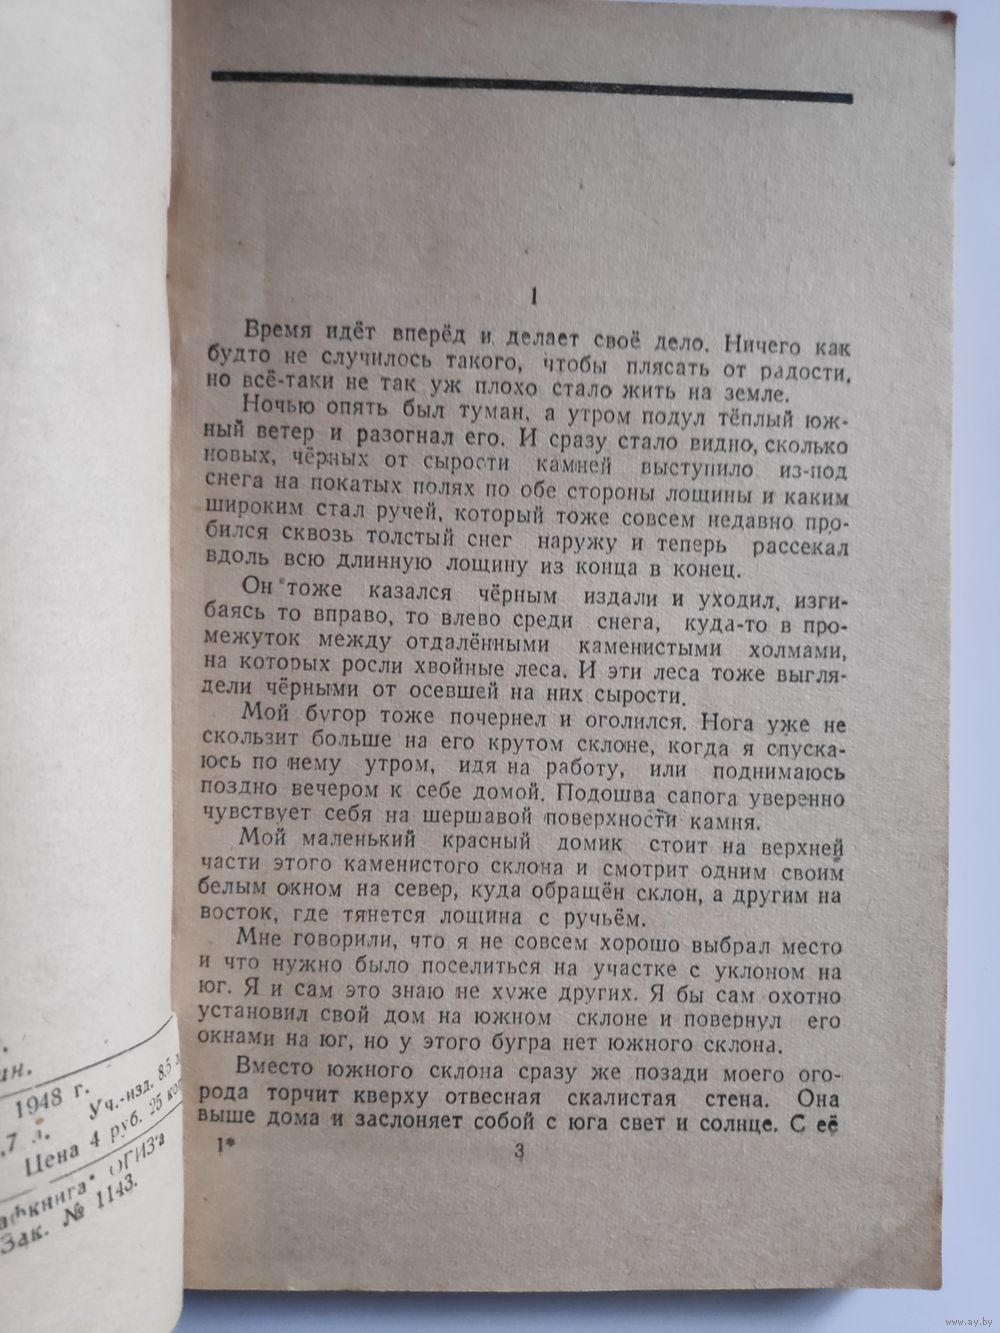 ин.
1948 г.
Уч.-изд. 8,5
,7 л.
Цена 4 руб. 25 коп
ОГИЗа
Зак. № 1143.
1
Время идёт вперёд и делает своё дело. Ничего как
будто не случилось такого, чтобы плясать от радости,
но всё-таки не так уж плохо стало жить на земле.
Ночью опять был туман, а утром подул тёплый юж-
ный ветер и разогнал его. И сразу стало видно, сколько
новых, чёрных от сырости камней выступило из-под
снега на покатых полях по обе стороны лощины и каким
широким стал ручей, который тоже совсем недавно про-
бился сквозь толстый снег наружу и теперь рассекал
вдоль всю длинную лощину из конца в конец.
Он тоже казался чёрным издали и уходил, изги-
баясь то вправо, то влево среди снега, куда-то в про-
межуток между отдалёнными каменистыми холмами,
на которых росли хвойные леса. И эти леса тоже выгля-
дели чёрными от осевшей на них сырости.
Мой бугор тоже почернел и оголился. Нога уже не
скользит больше на его крутом склоне, когда я спуска-
юсь по нему утром, идя на работу, или поднимаюсь
поздно вечером к себе домой. Подошва сапога уверенно
чувствует себя на шершавой поверхности камня.
Мой маленький красный домик стоит на верхней
части этого каменистого склона и смотрит одним своим
белым окном на север, куда обращён склон, а другим на
восток, где тянется лощина с ручьём.
Мне говорили, что я не совсем хорошо выбрал место
и что нужно было поселиться на участке с уклоном на
юг. Я и сам это знаю не хуже других. Я бы сам охотно
установил свой дом на южном склоне и повернул его
окнами на юг, но у этого бугра нет южного склона.
Вместо южного склона сразу же позади моего ого-
рода торчит кверху отвесная скалистая стена. Она
выше дома и заслоняет собой с юга свет и солнце. С её
1*
3
www.ay.by